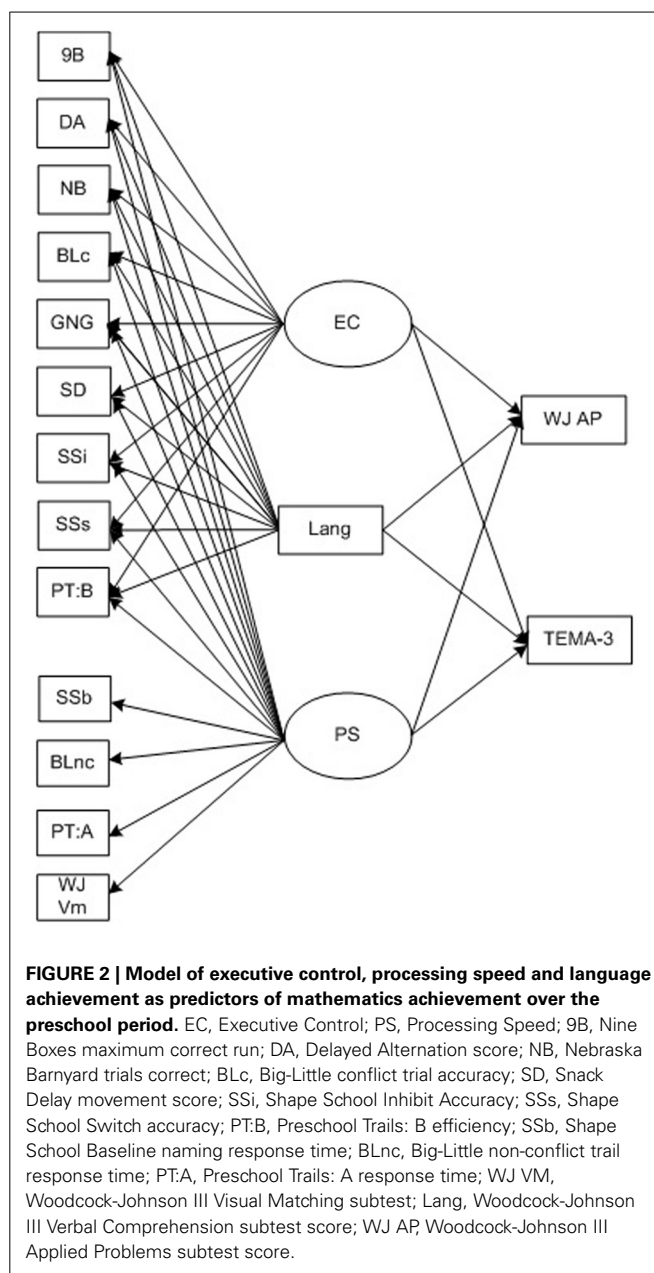 9B
DA
NB
BLc
GNG
SD
SSi
SSs
PT:B
SSb
BLnc
PT:A
WJ
Vm
EC
Lang
PS
WJ AP
TEMA-3
FIGURE 2 | Model of executive control, processing speed and language
achievement as predictors of mathematics achievement over the
preschool period. EC, Executive Control; PS, Processing Speed; 9B, Nine
Boxes maximum correct run; DA, Delayed Alternation score; NB, Nebraska
Barnyard trials correct; BLc, Big-Little conflict trial accuracy; SD, Snack
Delay movement score; SSi, Shape School Inhibit Accuracy; SSs, Shape
School Switch accuracy; PT:B, Preschool Trails: B efficiency; SSb, Shape
School Baseline naming response time; BLnc, Big-Little non-conflict trail
response time; PT:A, Preschool Trails: A response time; WJ VM,
Woodcock-Johnson III Visual Matching subtest; Lang, Woodcock-Johnson
III Verbal Comprehension subtest score; WJ AP, Woodcock-Johnson III
Applied Problems subtest score.